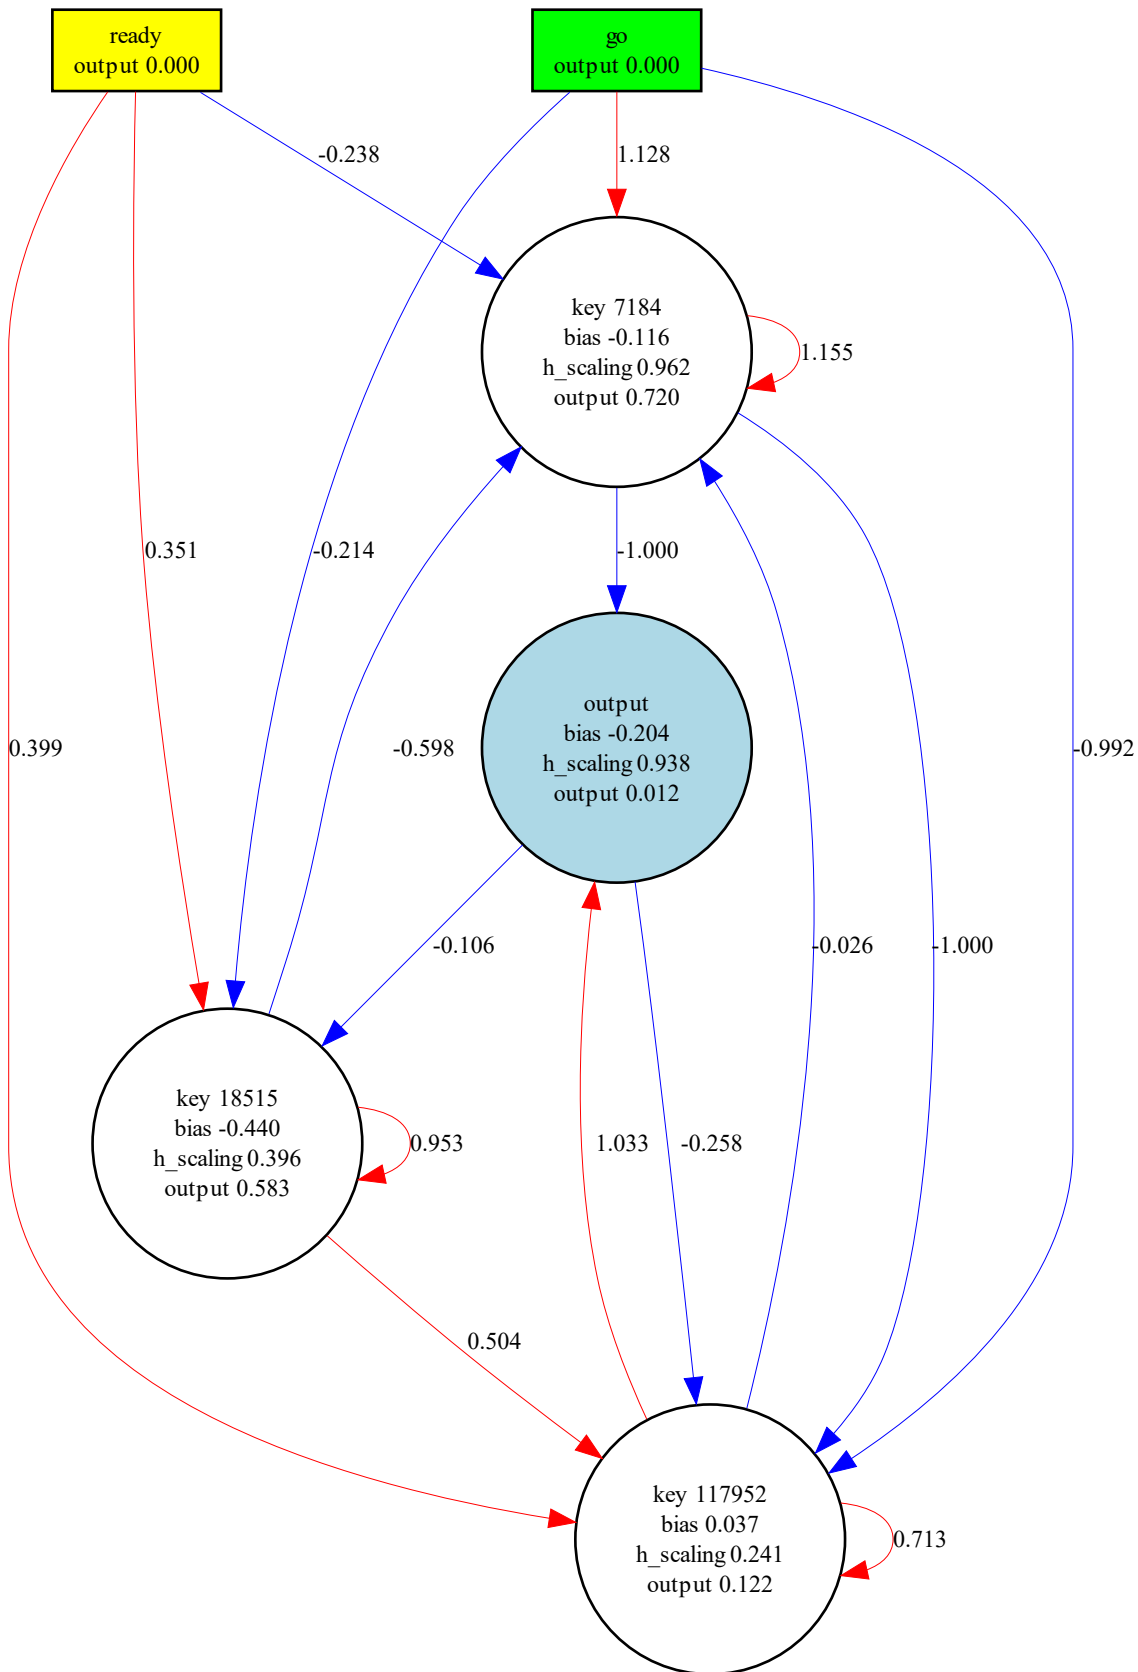 ready
output 0.000
go
output 0.000
-0.238
1.128
key 7184
bias -0.116
h_scaling 0.962
output 0.720
1.155
0.351
-0.214
-1.000
output
bias -0.204
h_scaling 0.938
output 0.012
0.399
-0.598
-0.992
-0.106
-0.026
-1.000
key 18515
bias -0.440
h_scaling 0.396
output 0.583
0.953
1.033
-0.258
0.504
key 117952
bias 0.037
h_scaling 0.241
output 0.122
0.713